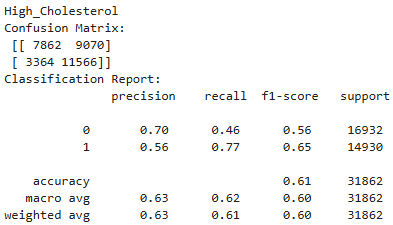 High_Cholesterol
Confusion Matrix:
[[ 7862  9070]
[ 3364 11566]]
Classification Report:
precision    recall  f1-score   support
0       0.70      0.46      0.56     16932
1       0.56      0.77      0.65     14930
accuracy                           0.61     31862
macro avg       0.63      0.62      0.60     31862
weighted avg       0.63      0.61      0.60     31862